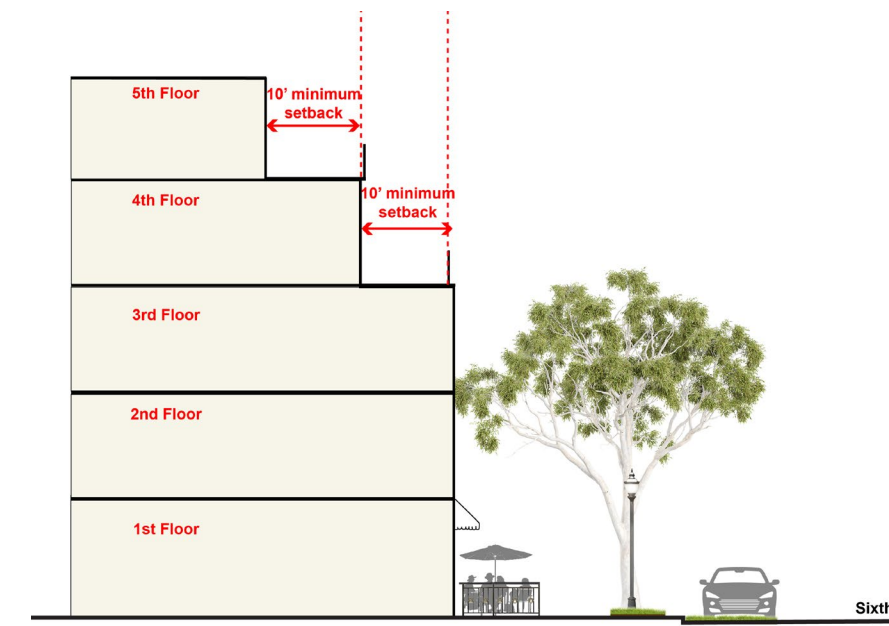 5th Floor
10’ minimum
setback
4th Floor
10’ minimum
setback
3rd Floor
2nd Floor
1st Floor
Sixth